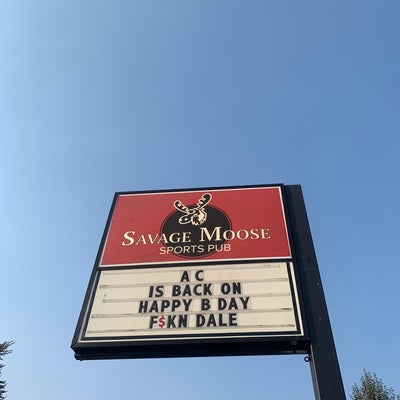 SAVAGE MOOSE
SPORTS PUB
A C
IS BACK ON
HAPPY B DAY
F$KN DALE